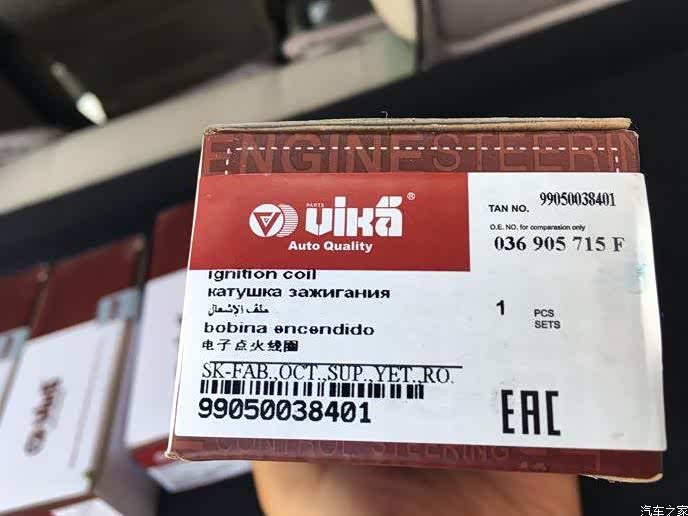 ENGINE STEERIN
PARTS
vika®
Auto Quality
TAN NO. 99050038401
O.E. NO. for comparasion only
036 905 715 F
ignition coil
катушка зажигания
ملف الإشعال
bobina encendido
电子点火线圈
1 PCS
SETS
SK-FAB.,OCT.,SUP.,YET.,RO.
99050038401
EAC
CONTROL STEERING
汽车之家